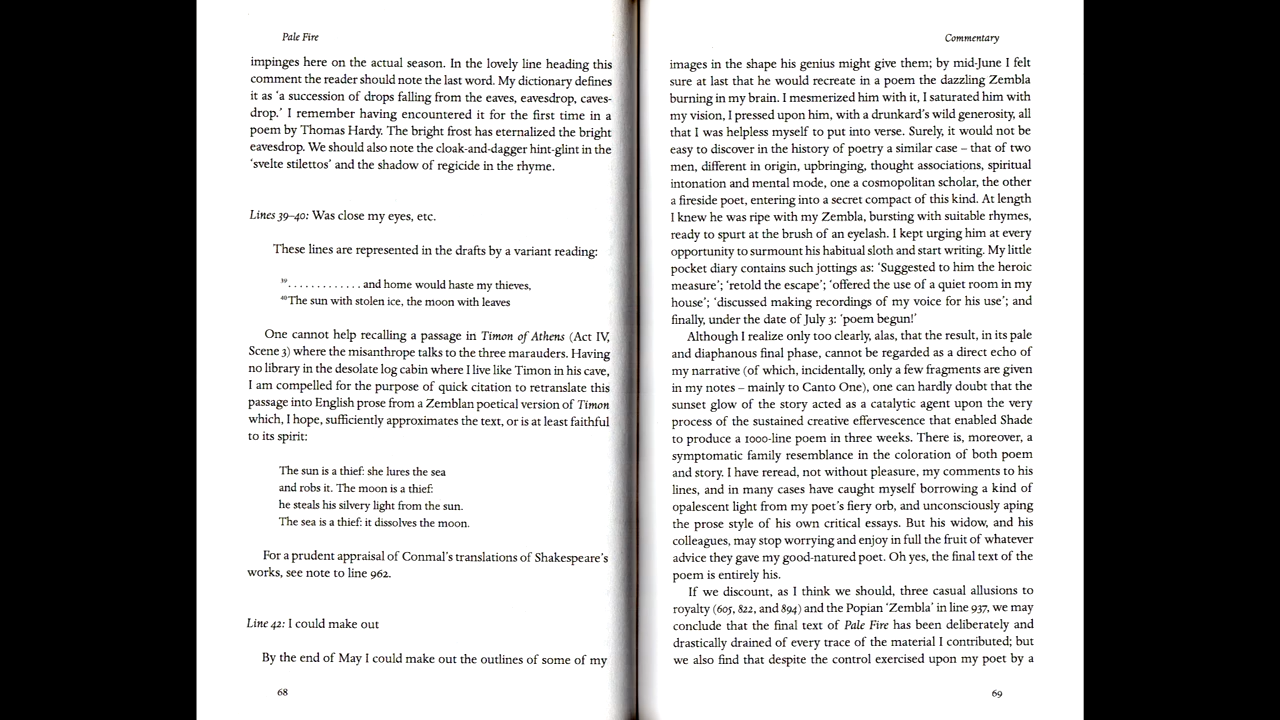 Pale Fire
impinges here on the actual season. In the lovely line heading this
comment the reader should note the last word. My dictionary defines
it as ‘a succession of drops falling from the eaves, eavesdrop, caves-
drop.’ I remember having encountered it for the first time in a
poem by Thomas Hardy. The bright frost has eternalized the bright
eavesdrop. We should also note the cloak-and-dagger hint-glint in the
‘svelte stilettos’ and the shadow of regicide in the rhyme.
Lines 39–40: Was close my eyes, etc.
These lines are represented in the drafts by a variant reading:
39. . . . . . . . . . . . . and home would haste my thieves,
40The sun with stolen ice, the moon with leaves
One cannot help recalling a passage in Timon of Athens (Act IV,
Scene 3) where the misanthrope talks to the three marauders. Having
no library in the desolate log cabin where I live like Timon in his cave,
I am compelled for the purpose of quick citation to retranslate this
passage into English prose from a Zemblan poetical version of Timon
which, I hope, sufficiently approximates the text, or is at least faithful
to its spirit:
The sun is a thief: she lures the sea
and robs it. The moon is a thief:
he steals his silvery light from the sun.
The sea is a thief: it dissolves the moon.
For a prudent appraisal of Conmal’s translations of Shakespeare’s
works, see note to line 962.
Line 42: I could make out
By the end of May I could make out the outlines of some of my
68
Commentary
images in the shape his genius might give them; by mid-June I felt
sure at last that he would recreate in a poem the dazzling Zembla
burning in my brain. I mesmerized him with it, I saturated him with
my vision, I pressed upon him, with a drunkard’s wild generosity, all
that I was helpless myself to put into verse. Surely, it would not be
easy to discover in the history of poetry a similar case – that of two
men, different in origin, upbringing, thought associations, spiritual
intonation and mental mode, one a cosmopolitan scholar, the other
a fireside poet, entering into a secret compact of this kind. At length
I knew he was ripe with my Zembla, bursting with suitable rhymes,
ready to spurt at the brush of an eyelash. I kept urging him at every
opportunity to surmount his habitual sloth and start writing. My little
pocket diary contains such jottings as: ‘Suggested to him the heroic
measure’; ‘retold the escape’; ‘offered the use of a quiet room in my
house’; ‘discussed making recordings of my voice for his use’; and
finally, under the date of July 3: ‘poem begun!’
Although I realize only too clearly, alas, that the result, in its pale
and diaphanous final phase, cannot be regarded as a direct echo of
my narrative (of which, incidentally, only a few fragments are given
in my notes – mainly to Canto One), one can hardly doubt that the
sunset glow of the story acted as a catalytic agent upon the very
process of the sustained creative effervescence that enabled Shade
to produce a 1000-line poem in three weeks. There is, moreover, a
symptomatic family resemblance in the coloration of both poem
and story. I have reread, not without pleasure, my comments to his
lines, and in many cases have caught myself borrowing a kind of
opalescent light from my poet’s fiery orb, and unconsciously aping
the prose style of his own critical essays. But his widow, and his
colleagues, may stop worrying and enjoy in full the fruit of whatever
advice they gave my good-natured poet. Oh yes, the final text of the
poem is entirely his.
If we discount, as I think we should, three casual allusions to
royalty (605, 822, and 894) and the Popian ‘Zembla’ in line 937, we may
conclude that the final text of Pale Fire has been deliberately and
drastically drained of every trace of the material I contributed; but
we also find that despite the control exercised upon my poet by a
69